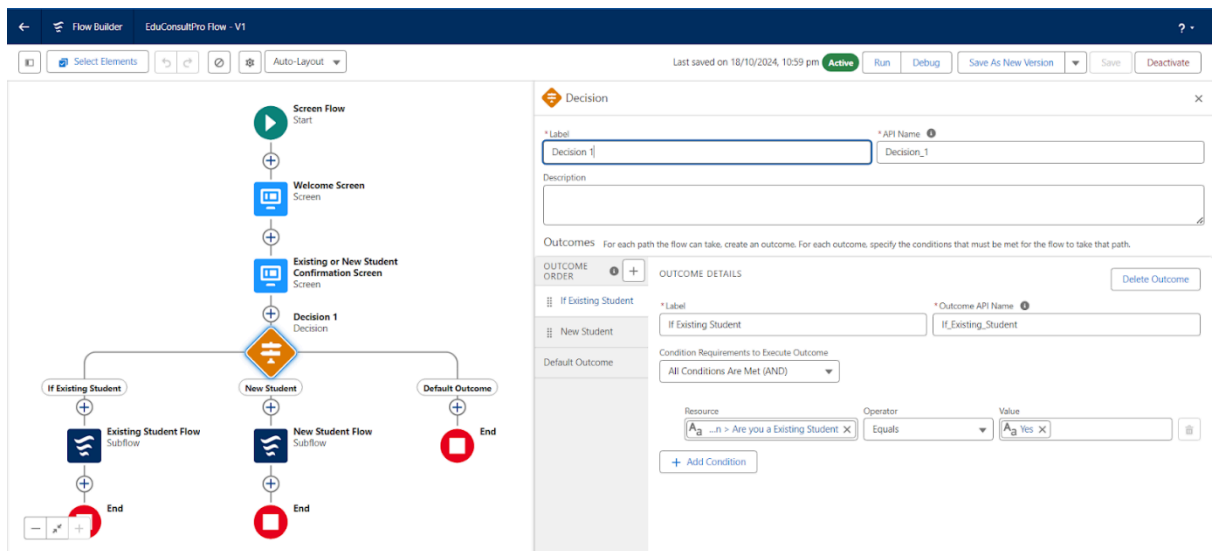 Flow Builder EduConsultPro Flow - V1 ?
Select Elements Auto-Layout Last saved on 18/10/2024, 10:59 pm Active Run Debug Save As New Version Save Deactivate
Screen Flow
Start
Welcome Screen
Screen
Existing or New Student
Confirmation Screen
Screen
Decision 1
Decision
If Existing Student New Student Default Outcome
Existing Student Flow
Subflow
New Student Flow
Subflow
End
End
End
Decision
*Label
Decision 1
*API Name
Decision_1
Description
Outcomes For each path the flow can take, create an outcome. For each outcome, specify the conditions that must be met for the flow to take that path.
OUTCOME
ORDER
If Existing Student
New Student
Default Outcome
OUTCOME DETAILS Delete Outcome
*Label
If Existing Student
*Outcome API Name
If_Existing_Student
Condition Requirements to Execute Outcome
All Conditions Are Met (AND)
Resource Operator Value
Aa ...n > Are you a Existing Student Equals Aa Yes
+ Add Condition